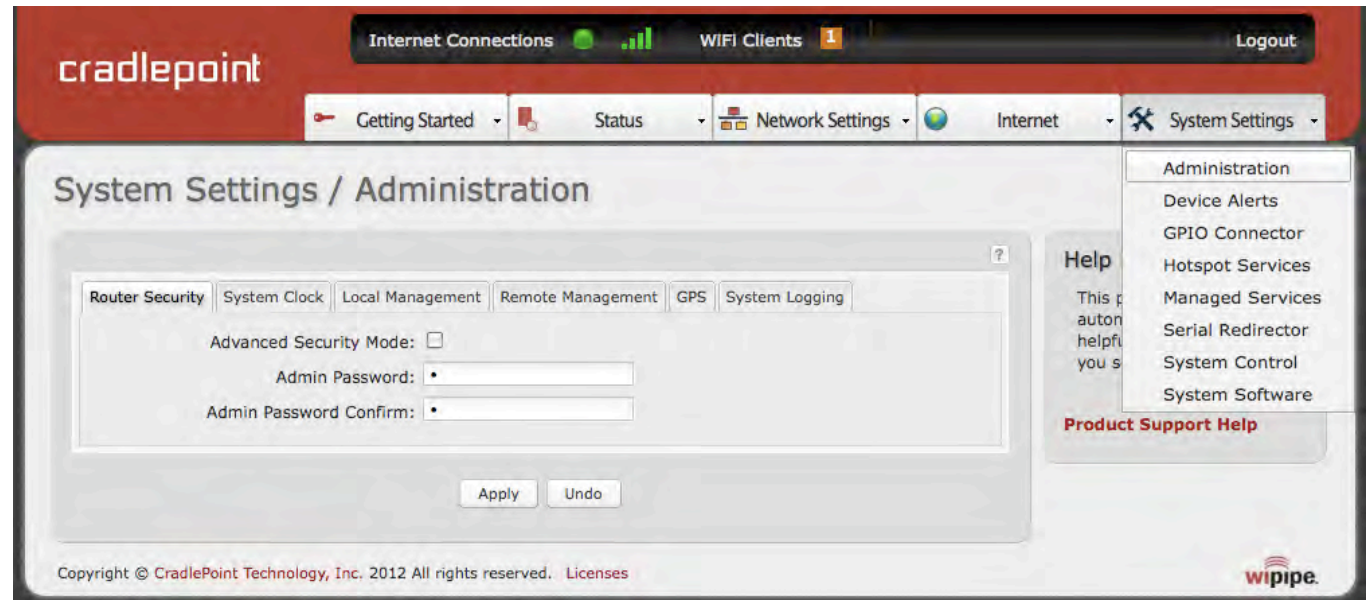 cradlepoint
Internet Connections
WiFi Clients 1
Logout
Getting Started
Status
Network Settings
Internet
System Settings
Administration
Device Alerts
GPIO Connector
Hotspot Services
Managed Services
Serial Redirector
System Control
System Software
System Settings / Administration
?
Router Security
System Clock
Local Management
Remote Management
GPS
System Logging
Advanced Security Mode:
Admin Password: •
Admin Password Confirm: •
Apply
Undo
Help
This
you
Product Support Help
Copyright © CradlePoint Technology, Inc. 2012 All rights reserved. Licenses
wipipe.